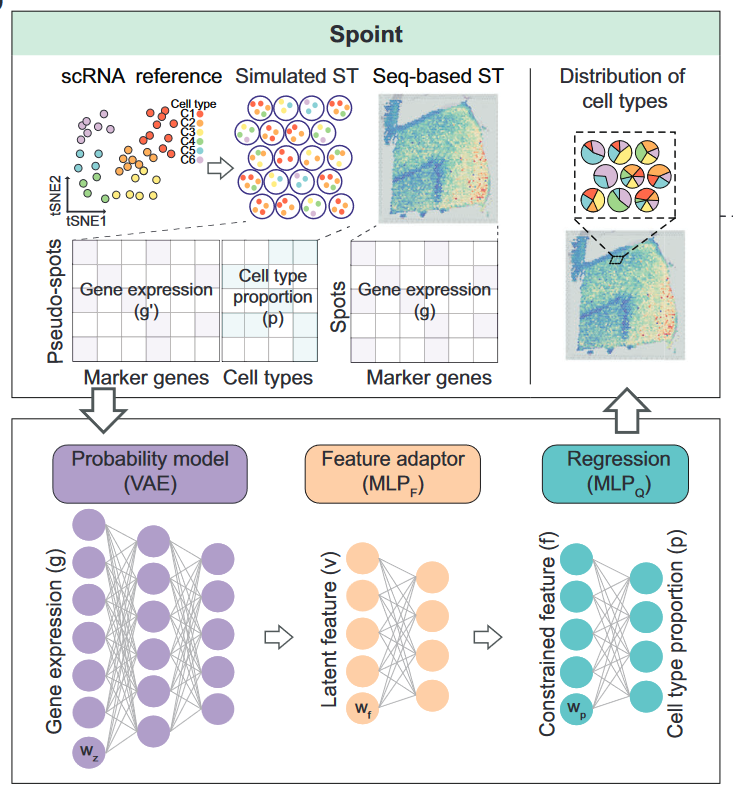 Spoint
scRNA reference
Simulated ST
Seq-based ST
Distribution of
cell types
Cell type
C1
C2
C3
C4
C5
C6
tSNE2
tSNE1
Pseudo-spots
Gene expression
(g')
Marker genes
Cell type
proportion
(p)
Cell types
Spots
Gene expression
(g)
Marker genes
Probability model
(VAE)
Feature adaptor
(MLP_F)
Regression
(MLP_Q)
Gene expression (g)
w_z
Latent feature (v)
w_f
Constrained feature (f)
w_p
Cell type proportion (p)